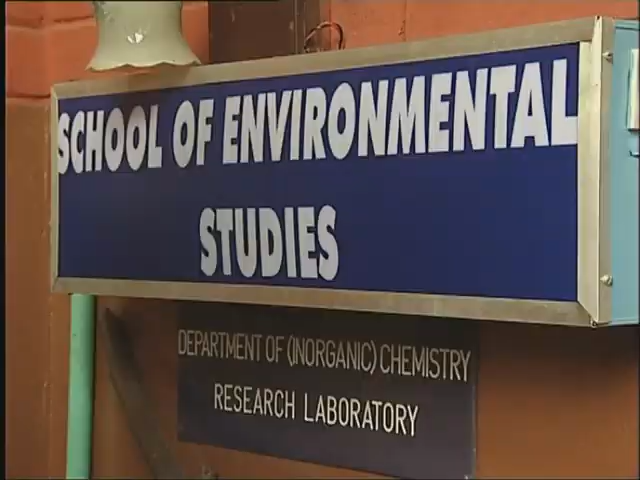 SCHOOL OF ENVIRONMENTAL
STUDIES
DEPARTMENT OF (INORGANIC) CHEMISTRY
RESEARCH LABORATORY